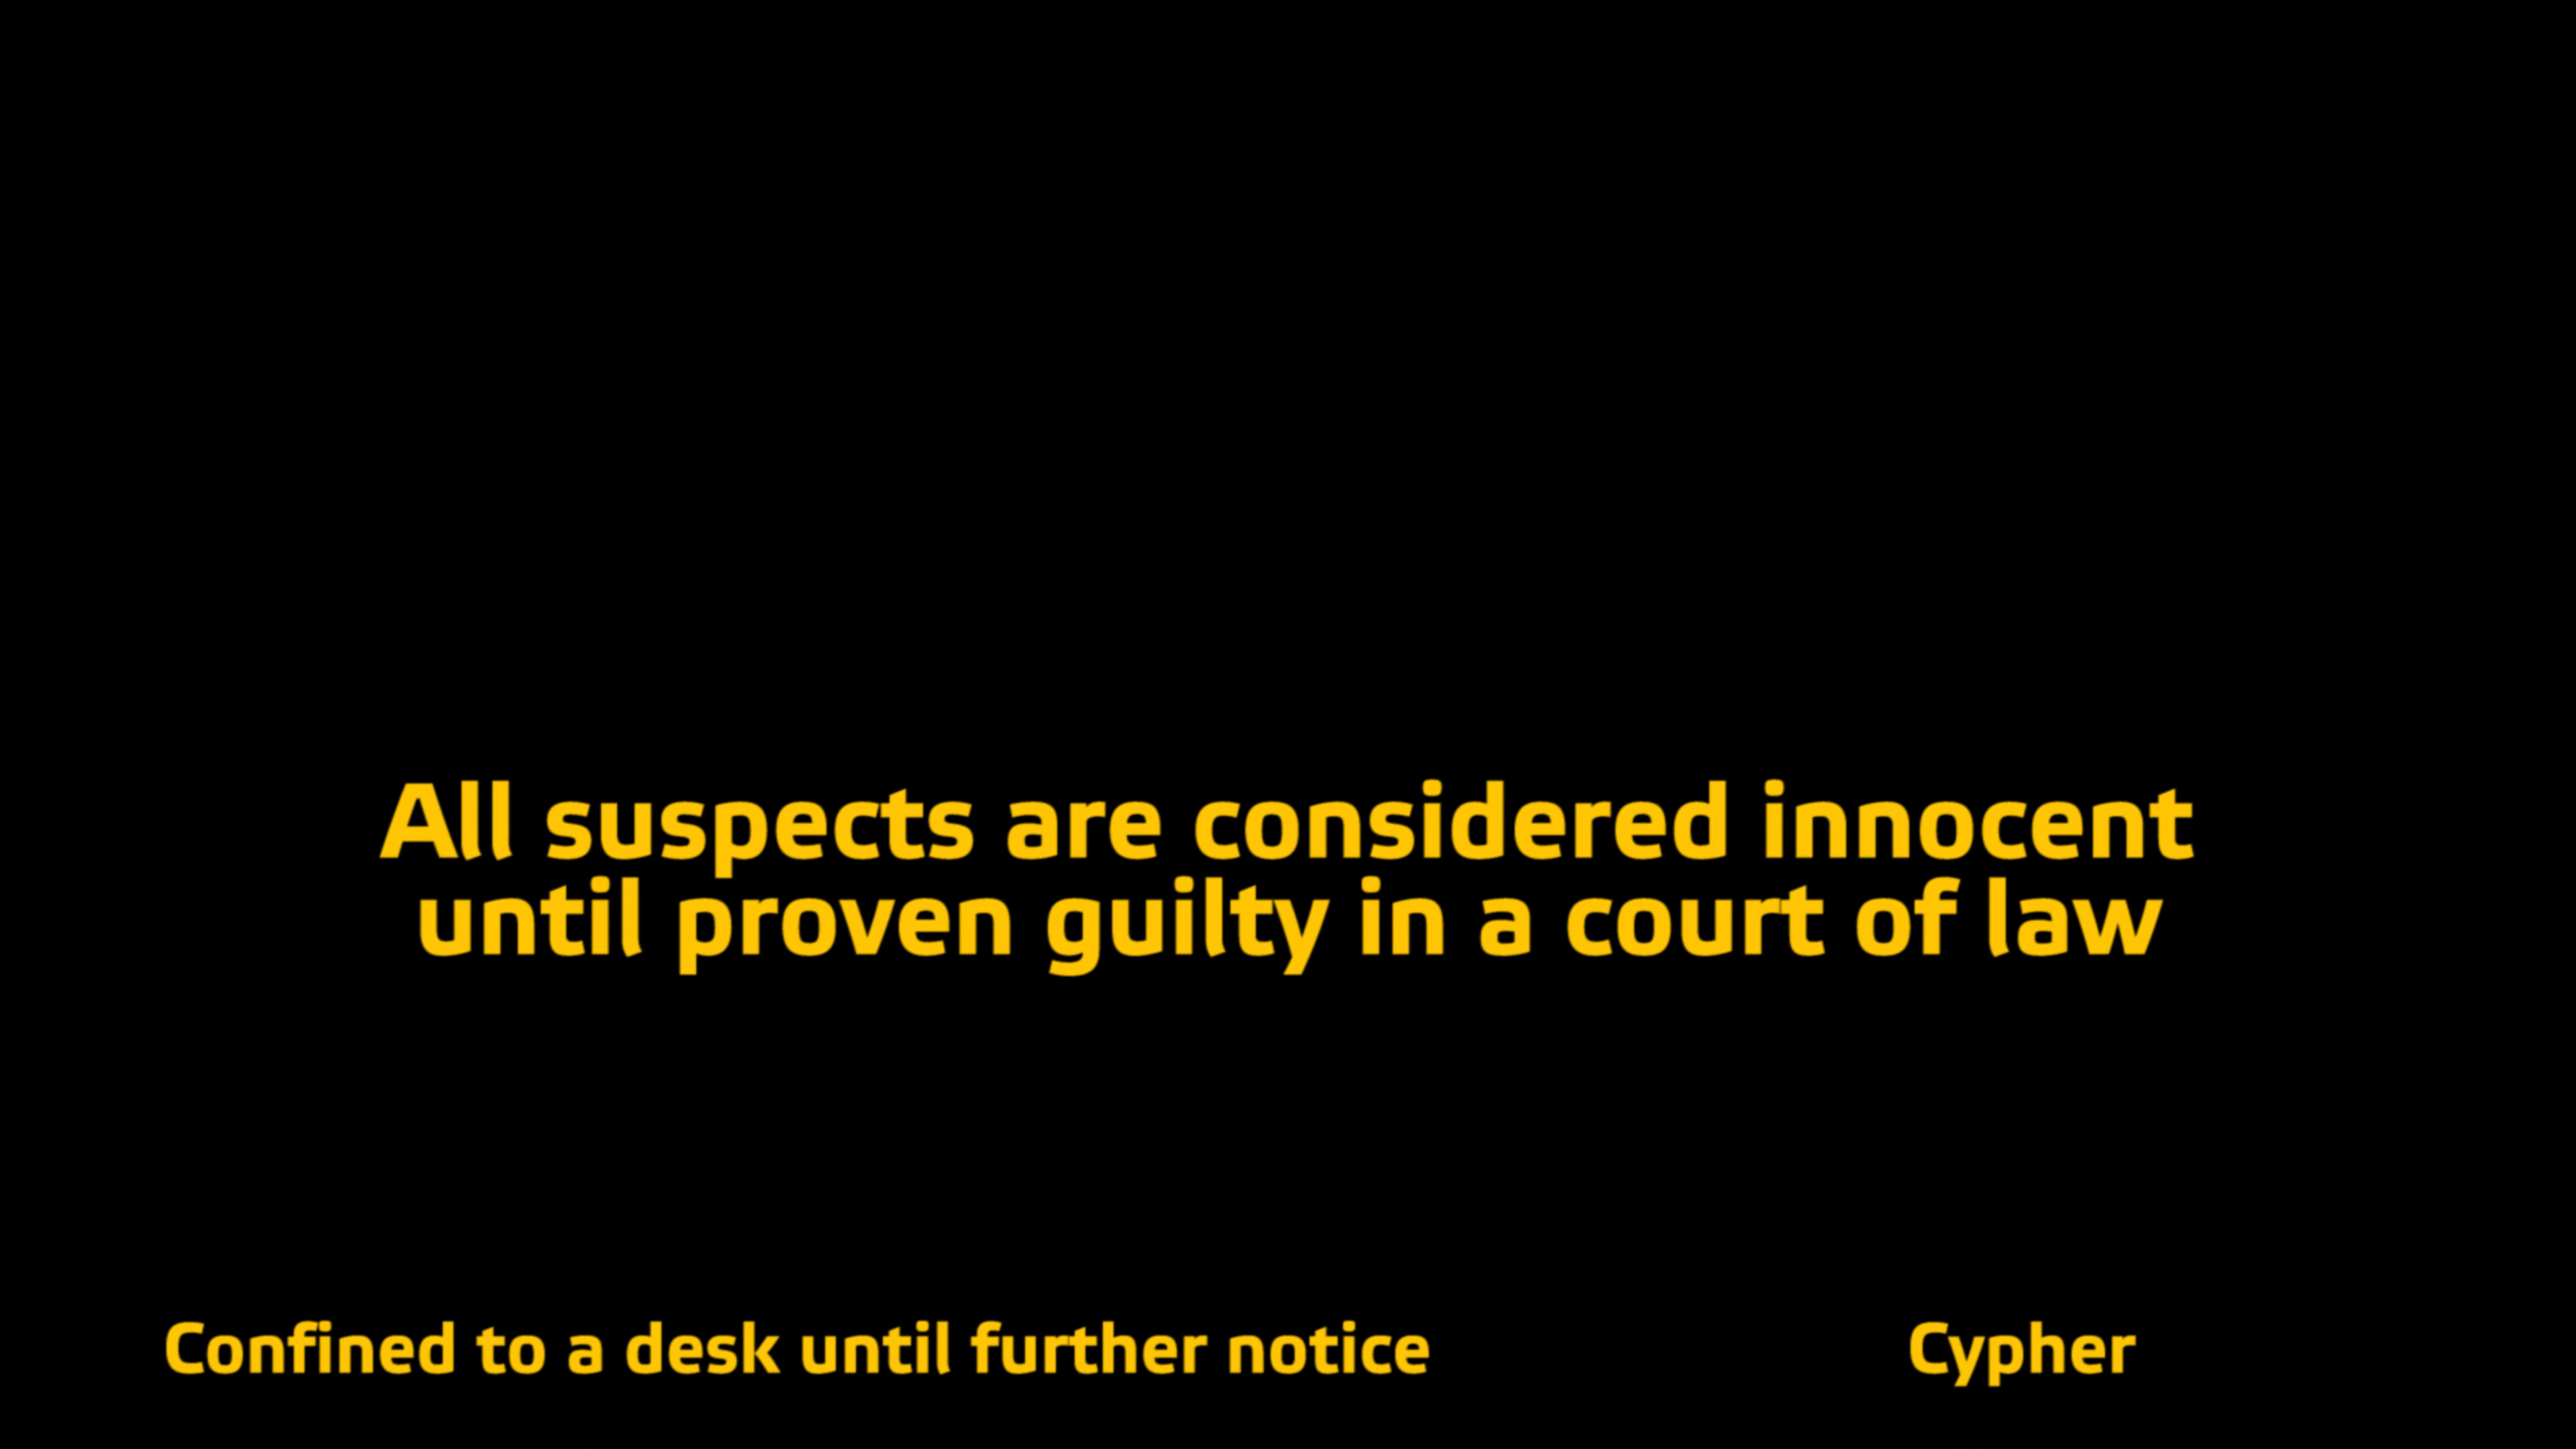 All suspects are considered innocent
until proven guilty in a court of law
Confined to a desk until further notice
Cypher